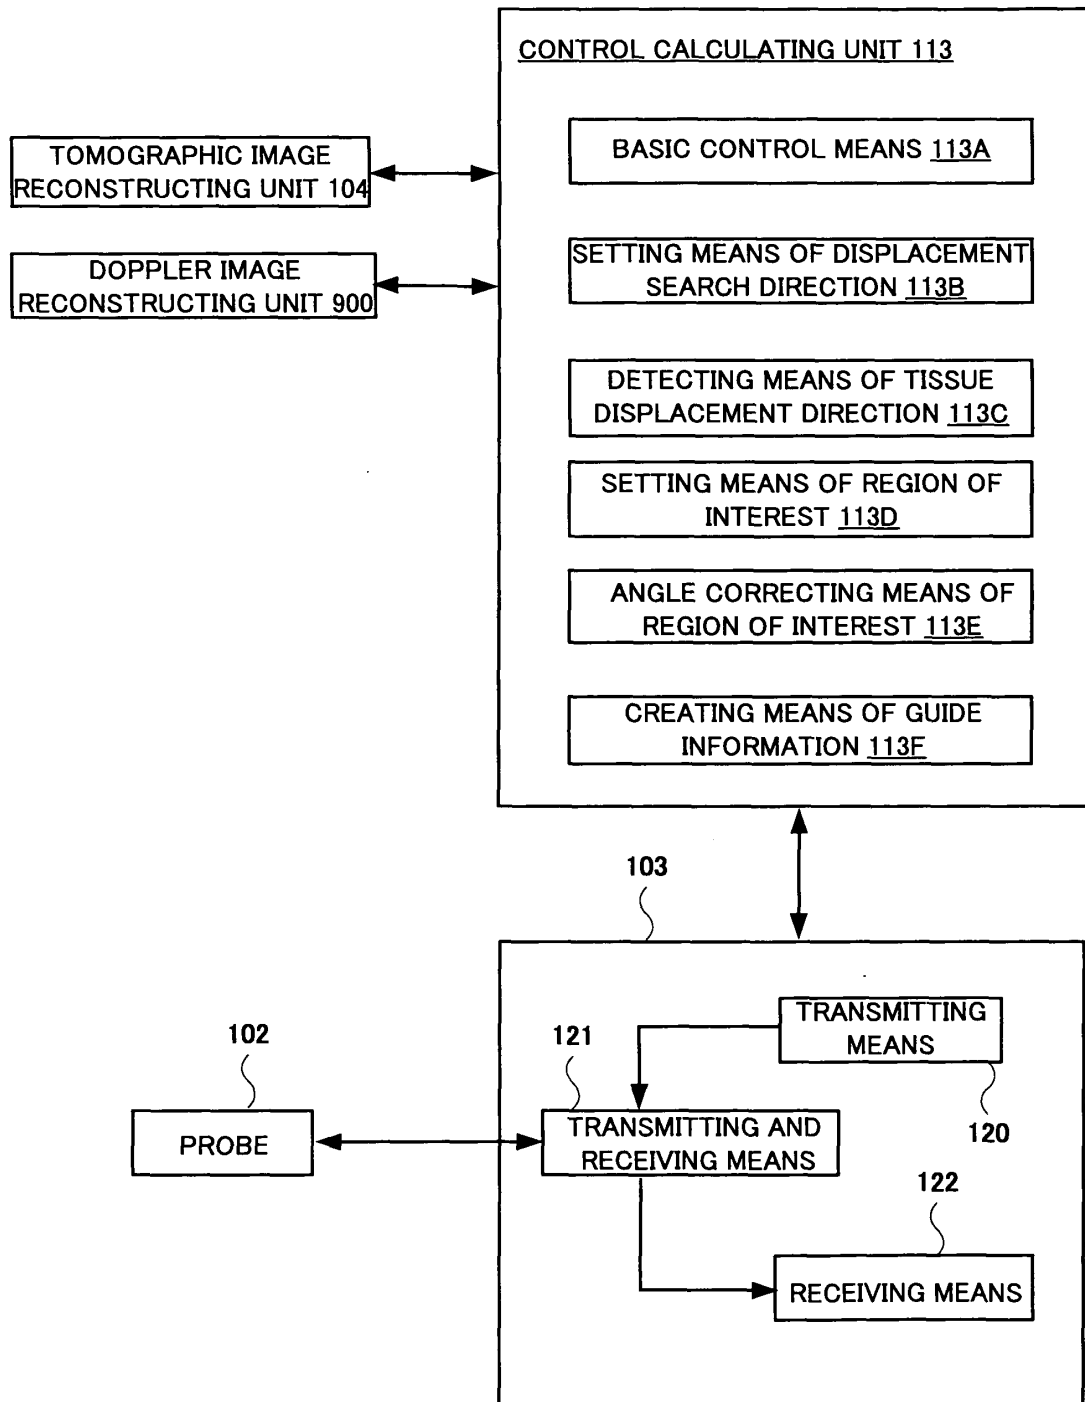 CONTROL CALCULATING UNIT 113
BASIC CONTROL MEANS 113A
TOMOGRAPHIC IMAGE
RECONSTRUCTING UNIT 104
SETTING MEANS OF DISPLACEMENT
SEARCH DIRECTION 113B
DOPPLER IMAGE
RECONSTRUCTING UNIT 900
DETECTING MEANS OF TISSUE
DISPLACEMENT DIRECTION 113C
SETTING MEANS OF REGION OF
INTEREST 113D
ANGLE CORRECTING MEANS OF
REGION OF INTEREST 113E
CREATING MEANS OF GUIDE
INFORMATION 113F
103
TRANSMITTING
MEANS
120
102
121
PROBE
TRANSMITTING AND
RECEIVING MEANS
122
RECEIVING MEANS